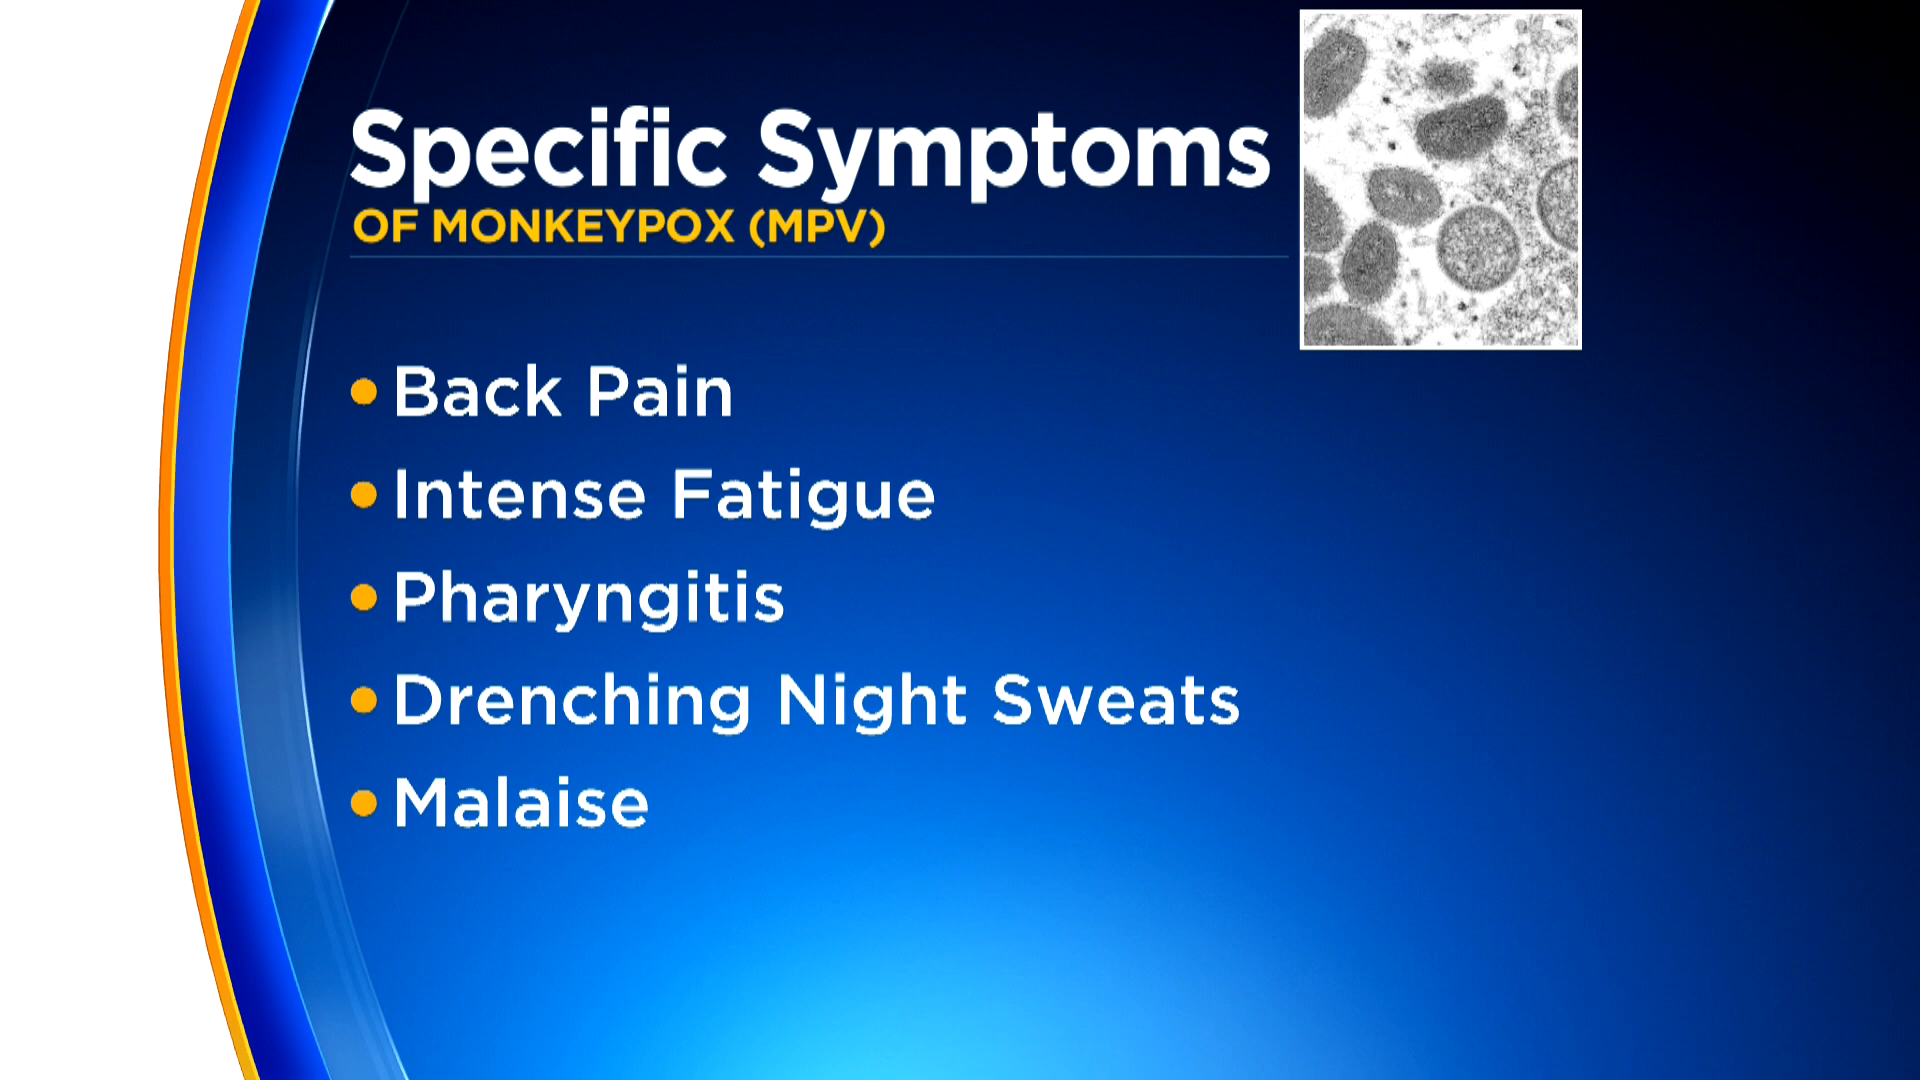 Specific Symptoms
OF MONKEYPOX (MPV)
Back Pain
Intense Fatigue
Pharyngitis
Drenching Night Sweats
Malaise